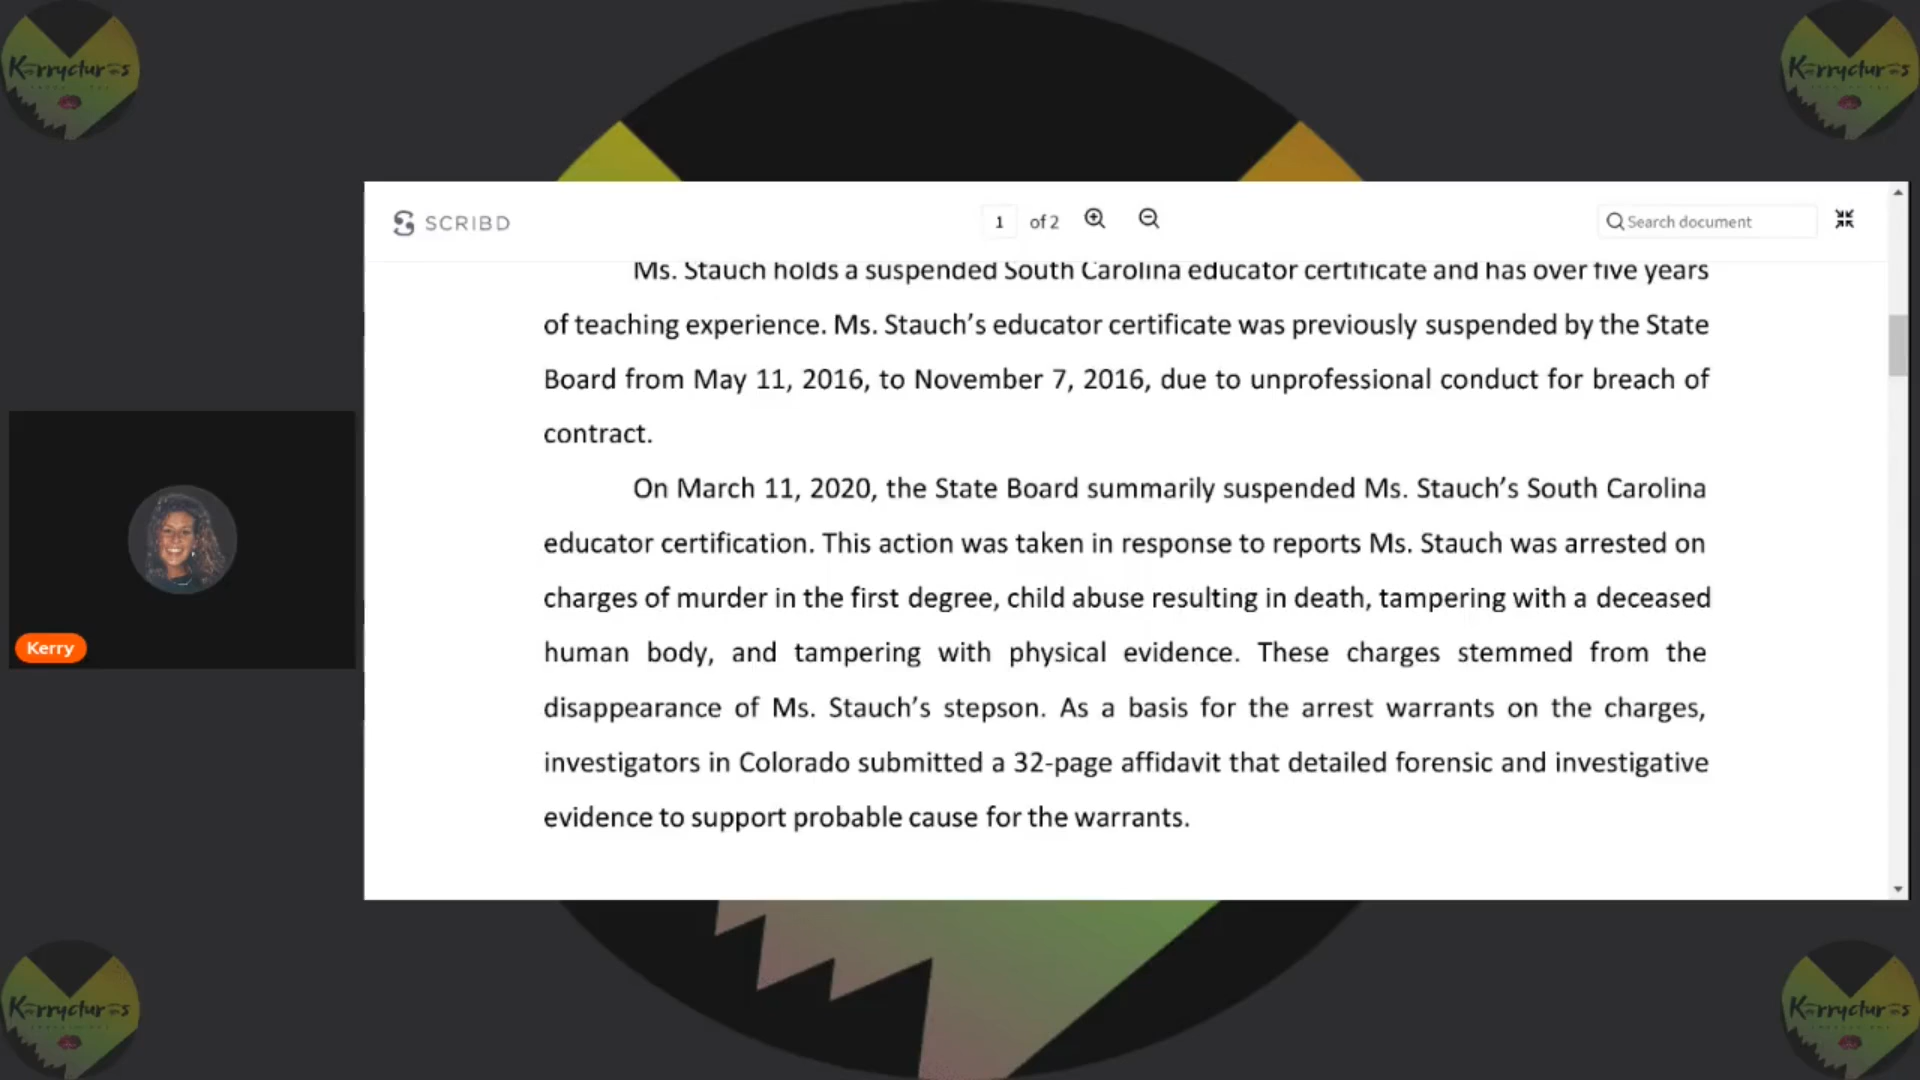 Kerryctures
Kerryctures
SCRIBD
1 of 2
Search document
Ms. Stauch holds a suspended South Carolina educator certificate and has over five years
of teaching experience. Ms. Stauch’s educator certificate was previously suspended by the State
Board from May 11, 2016, to November 7, 2016, due to unprofessional conduct for breach of
contract.
On March 11, 2020, the State Board summarily suspended Ms. Stauch’s South Carolina
educator certification. This action was taken in response to reports Ms. Stauch was arrested on
charges of murder in the first degree, child abuse resulting in death, tampering with a deceased
human body, and tampering with physical evidence. These charges stemmed from the
disappearance of Ms. Stauch’s stepson. As a basis for the arrest warrants on the charges,
investigators in Colorado submitted a 32-page affidavit that detailed forensic and investigative
evidence to support probable cause for the warrants.
Kerry
Kerryctures
Kerryctures